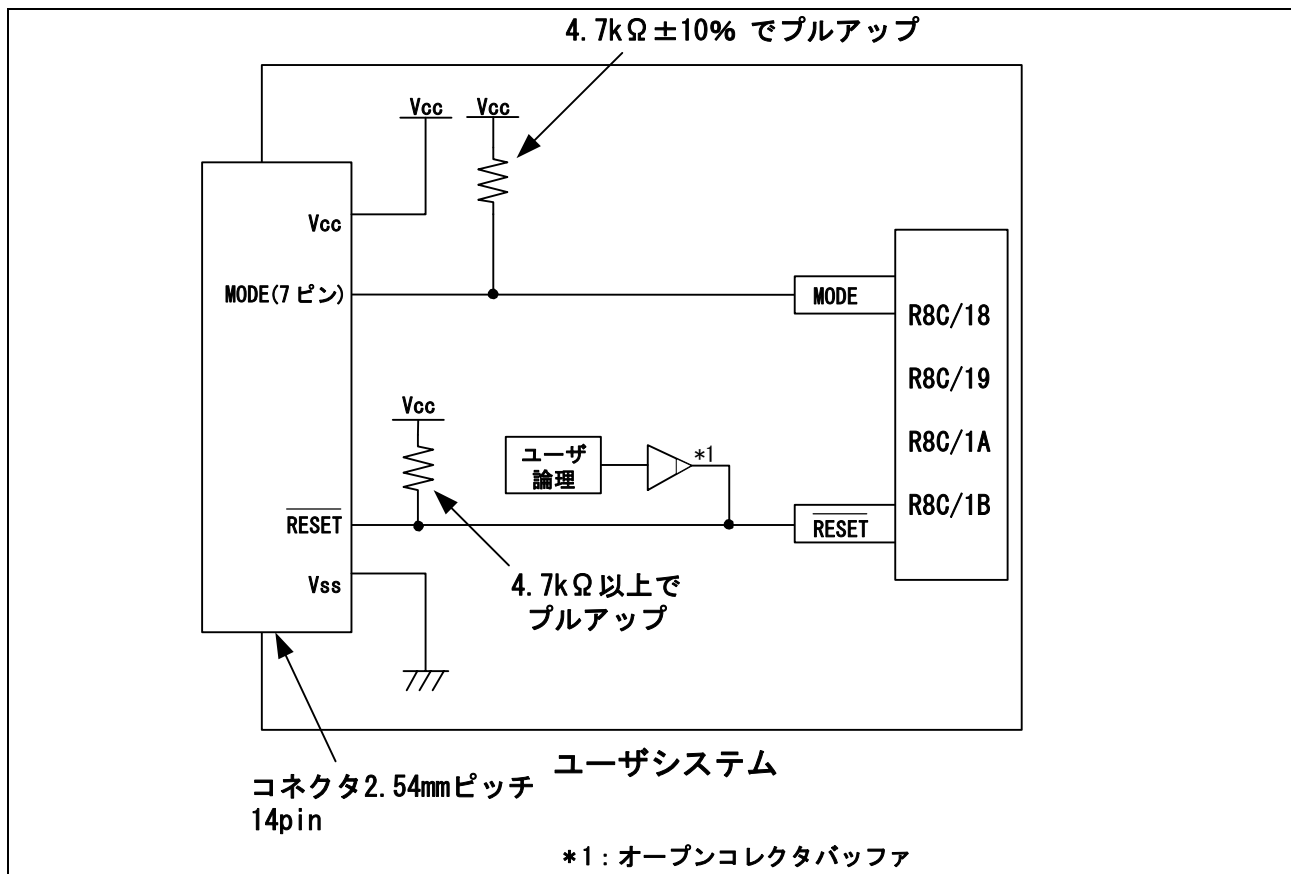 4.7kΩ±10% でプルアップ
Vcc
Vcc
Vcc
MODE(7 ピン)
MODE
R8C/18
R8C/19
R8C/1A
R8C/1B
Vcc
ユーザ
論理
*1
RESET
RESET
Vss
4.7kΩ以上で
プルアップ
ユーザシステム
コネクタ2.54mmピッチ
14pin
*1:オープンコレクタバッファ